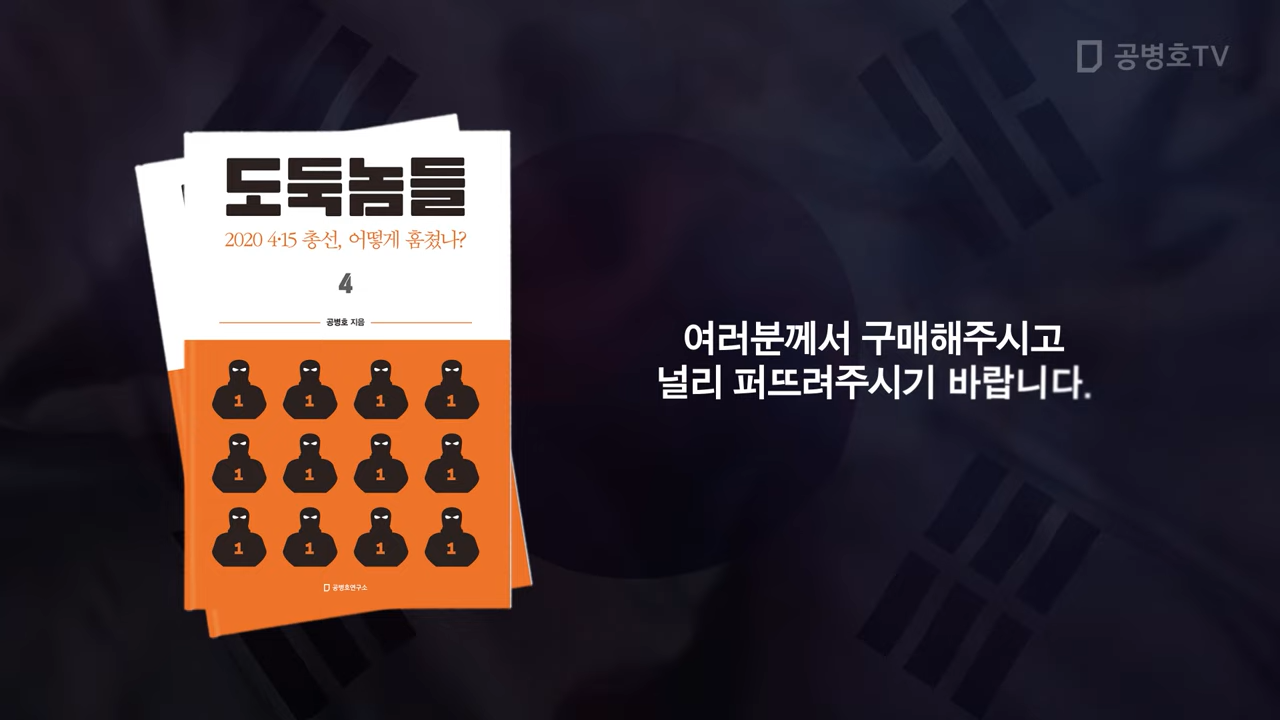 공병호TV
도둑놈들
2020 4·15 총선, 어떻게 훔쳤나?
4
공병호 지음
1 1 1 1
1 1 1 1
1 1 1 1
공병호연구소
여러분께서 구매해주시고
널리 퍼뜨려주시기 바랍니다.